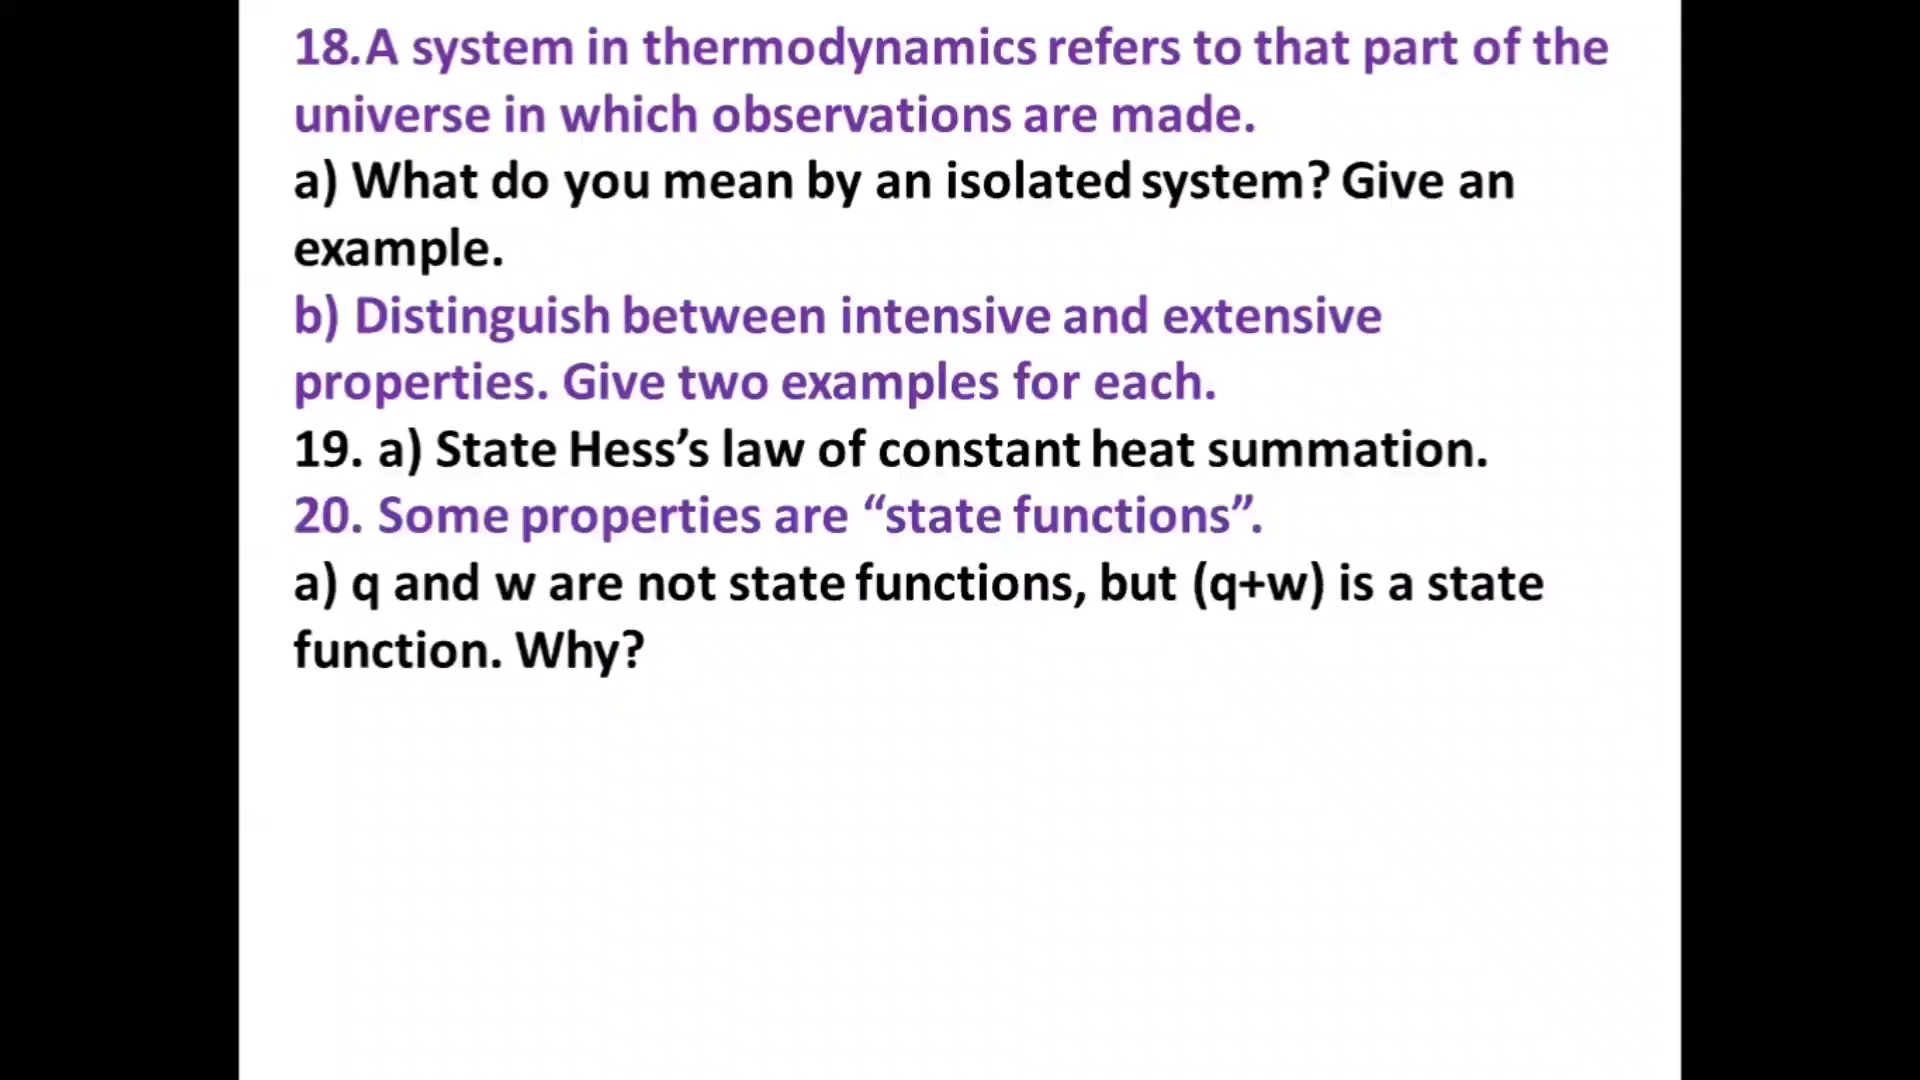 18.A system in thermodynamics refers to that part of the
universe in which observations are made.
a) What do you mean by an isolated system? Give an
example.
b) Distinguish between intensive and extensive
properties. Give two examples for each.
19. a) State Hess’s law of constant heat summation.
20. Some properties are “state functions”.
a) q and w are not state functions, but (q+w) is a state
function. Why?